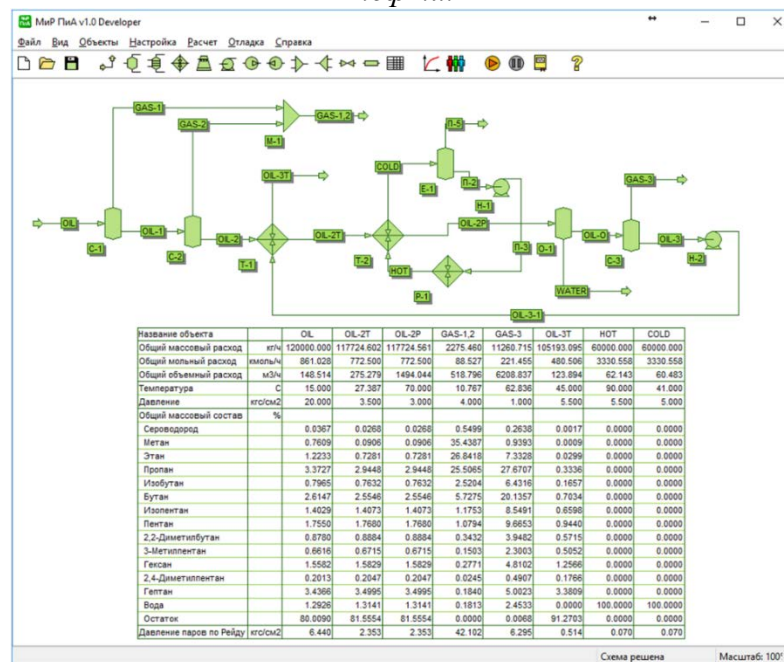 МиР ПиА v1.0 Developer
Файл Вид Объекты Настройка Расчет Отладка Справка
GAS-1
GAS-2
GAS-1,2
M-1
OIL-3T
COLD
П-5
E-1
П-2
Н-1
GAS-3
OIL
OIL-1
OIL-2
OIL-2T
OIL-2P
OIL-O
OIL-3
C-1
C-2
T-1
T-2
HOT
П-3
O-1
C-3
Н-2
P-1
WATER
OIL-3-1
Название объекта OIL OIL-2T OIL-2P GAS-1,2 GAS-3 OIL-3T HOT COLD
Общий массовый расход кг/ч 120000.000 117724.602 117724.561 2275.460 11260.715 105193.095 60000.000 60000.000
Общий мольный расход кмоль/ч 861.028 772.500 772.500 88.527 221.455 480.506 3330.558 3330.558
Общий объемный расход м3/ч 148.514 275.279 1494.044 518.796 6208.837 123.894 62.143 60.483
Температура C 15.000 27.387 70.000 10.767 62.836 45.000 90.000 41.000
Давление кгс/см2 20.000 3.500 3.000 4.000 1.000 5.500 5.500 5.000
Общий массовый состав %
Сероводород 0.0367 0.0268 0.0268 0.5499 0.2638 0.0017 0.0000 0.0000
Метан 0.7609 0.0906 0.0906 35.4387 0.9393 0.0009 0.0000 0.0000
Этан 1.2233 0.7281 0.7281 26.8418 7.3328 0.0299 0.0000 0.0000
Пропан 3.3727 2.9448 2.9448 25.5065 27.6707 0.3336 0.0000 0.0000
Изобутан 0.7965 0.7632 0.7632 2.5204 6.4316 0.1657 0.0000 0.0000
Бутан 2.6147 2.5546 2.5546 5.7275 20.1357 0.7034 0.0000 0.0000
Изопентан 1.4029 1.4073 1.4073 1.1753 8.5491 0.6598 0.0000 0.0000
Пентан 1.7550 1.7680 1.7680 1.0794 9.6653 0.9440 0.0000 0.0000
2,2-Диметилбутан 0.8780 0.8884 0.8884 0.3432 3.9482 0.5715 0.0000 0.0000
3-Метилпентан 0.6616 0.6715 0.6715 0.1503 2.3003 0.5052 0.0000 0.0000
Гексан 1.5582 1.5829 1.5829 0.2771 4.8102 1.2566 0.0000 0.0000
2,4-Диметилпентан 0.2013 0.2047 0.2047 0.0245 0.4907 0.1766 0.0000 0.0000
Гептан 3.4366 3.4995 3.4995 0.1840 5.0023 3.3809 0.0000 0.0000
Вода 1.2926 1.3141 1.3141 0.1813 2.4533 0.0000 100.0000 100.0000
Остаток 80.0090 81.5554 81.5554 0.0000 0.0068 91.2703 0.0000 0.0000
Давление паров по Рейду кгс/см2 6.440 2.353 2.353 42.102 6.295 0.514 0.070 0.070
Схема решена Масштаб: 100%